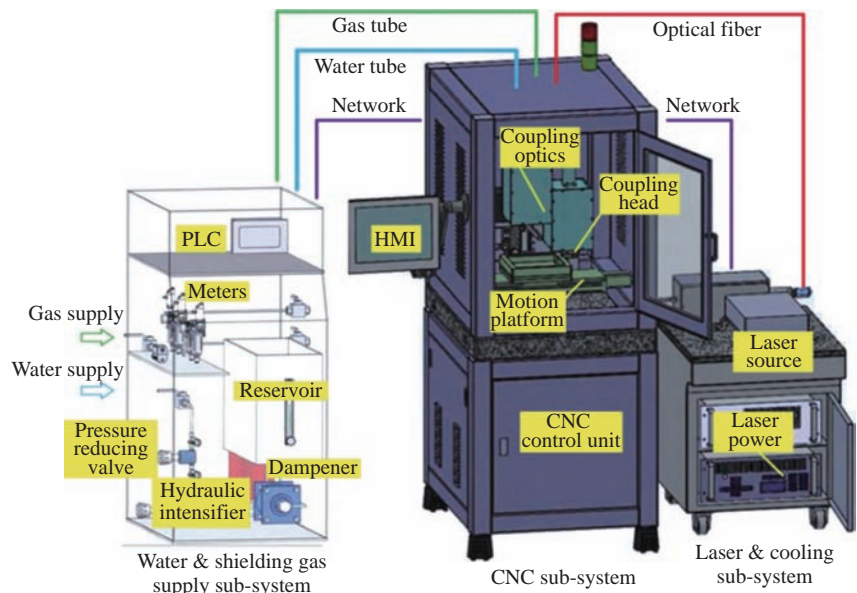 Gas tube
Optical fiber
Water tube
Network
Network
Coupling
optics
Coupling
head
PLC
HMI
Meters
Motion
platform
Gas supply
Laser
source
Water supply
Reservoir
CNC
control unit
Laser
power
Pressure
reducing
valve
Dampener
Hydraulic
intensifier
Water & shielding gas
supply sub-system
CNC sub-system
Laser & cooling
sub-system